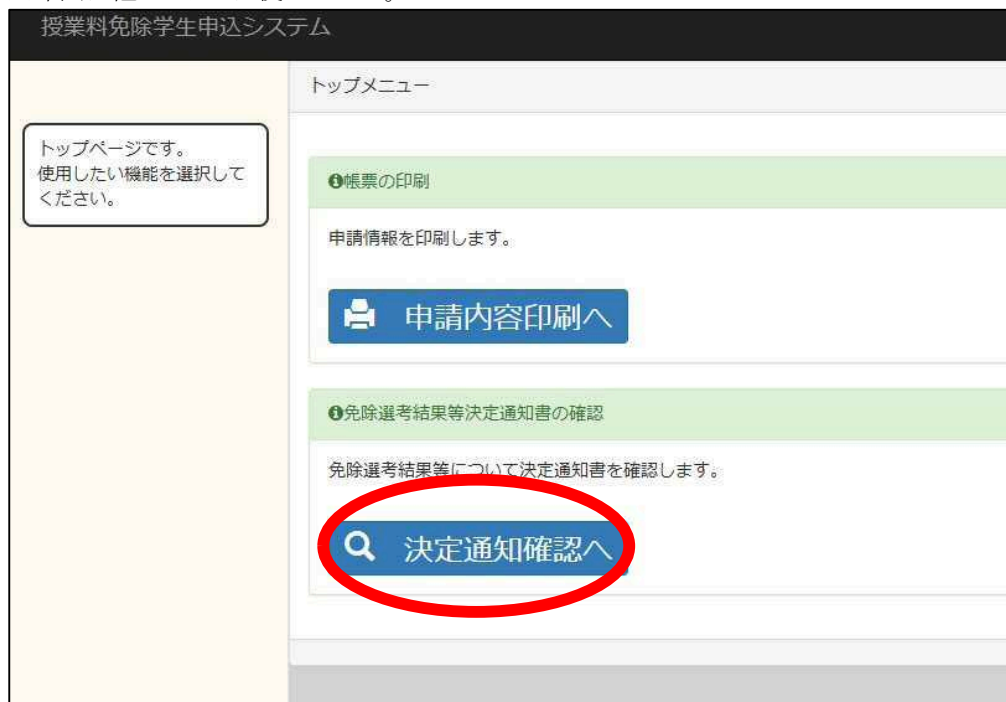 授業料免除学生申込システム
トップメニュー
トップページです。
使用したい機能を選択して
ください。
帳票の印刷
申請情報を印刷します。
申請内容印刷へ
免除選考結果等決定通知書の確認
免除選考結果等について決定通知書を確認します。
決定通知確認へ